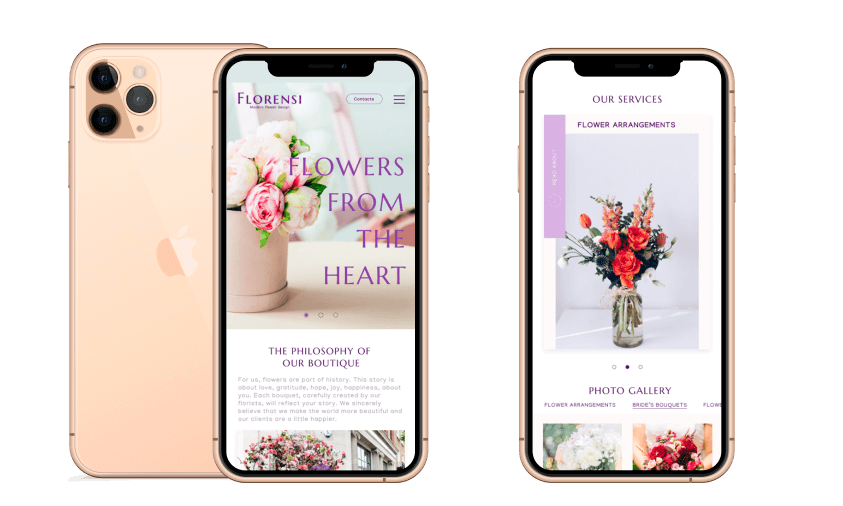 FLORENSI
Modern Flower Design
Contacts
FLOWERS
FROM
THE
HEART
THE PHILOSOPHY OF
OUR BOUTIQUE
For us, flowers are part of history. This story is
about love, gratitude, hope, joy, happiness, about
you. Each bouquet, carefully created by our
florists, will reflect your story. We sincerely
believe that we make the world more beautiful and
our clients are a little happier.
OUR SERVICES
FLOWER ARRANGEMENTS
READ ABOUT
PHOTO GALLERY
FLOWER ARRANGEMENTS BRIDE'S BOUQUETS FLOWE